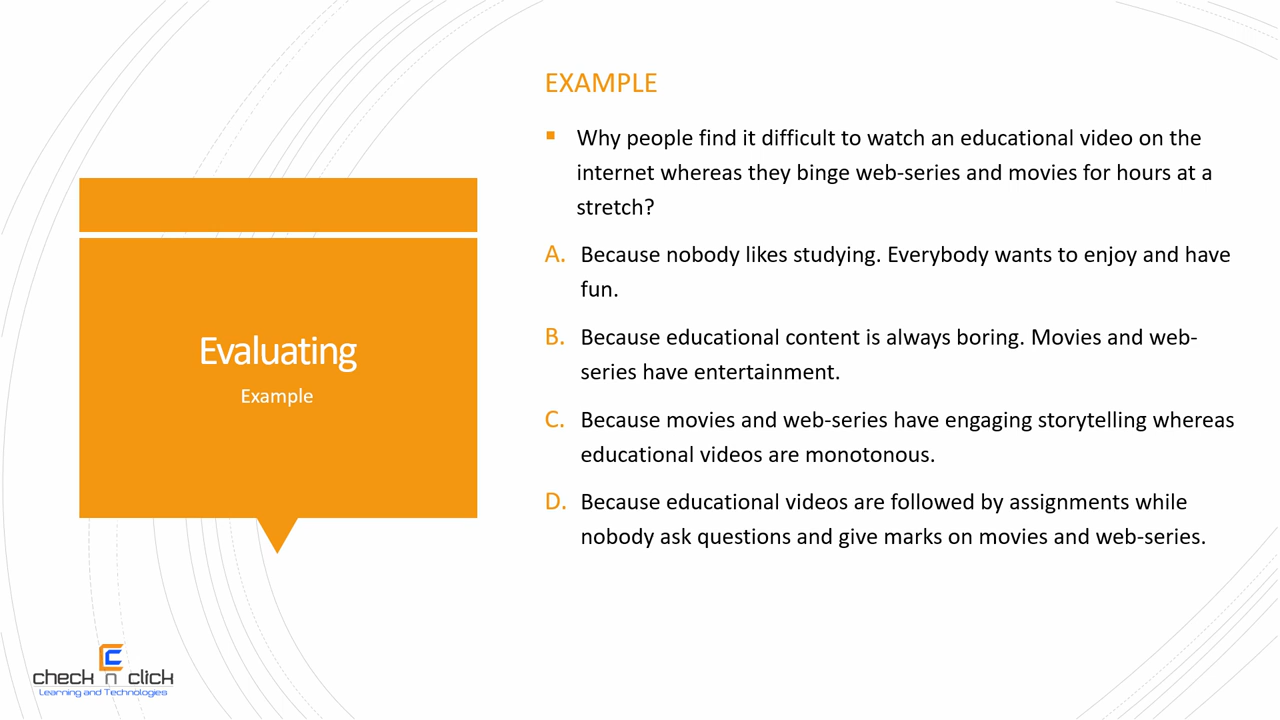 EXAMPLE
▪ Why people find it difficult to watch an educational video on the
internet whereas they binge web-series and movies for hours at a
stretch?
A. Because nobody likes studying. Everybody wants to enjoy and have
fun.
B. Because educational content is always boring. Movies and web-
series have entertainment.
C. Because movies and web-series have engaging storytelling whereas
educational videos are monotonous.
D. Because educational videos are followed by assignments while
nobody ask questions and give marks on movies and web-series.
Evaluating
Example
check n click
Learning and Technologies